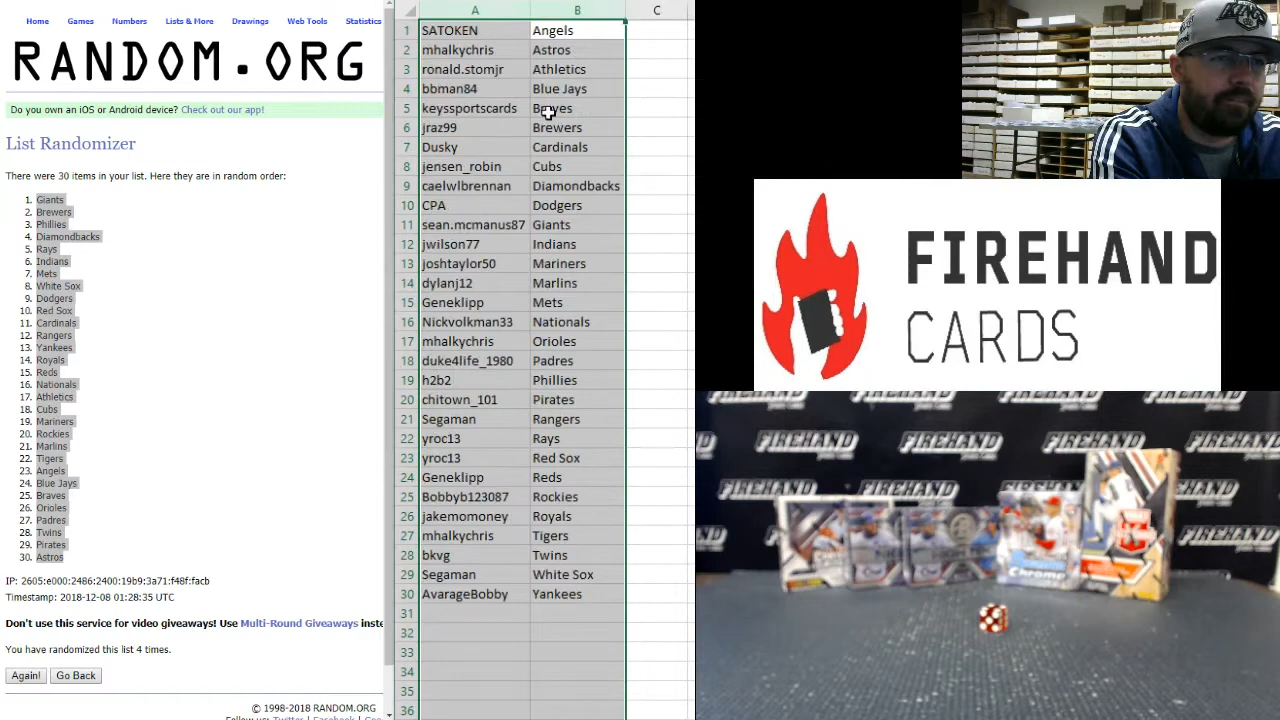 Home Games Numbers Lists & More Drawings Web Tools Statistics
RANDOM.ORG
Do you own an iOS or Android device? Check out our app!
List Randomizer
There were 30 items in your list. Here they are in random order:
1. Giants
2. Brewers
3. Phillies
4. Diamondbacks
5. Rays
6. Indians
7. Mets
8. White Sox
9. Dodgers
10. Red Sox
11. Cardinals
12. Rangers
13. Yankees
14. Royals
15. Reds
16. Nationals
17. Athletics
18. Cubs
19. Mariners
20. Rockies
21. Marlins
22. Tigers
23. Angels
24. Blue Jays
25. Braves
26. Orioles
27. Padres
28. Twins
29. Pirates
30. Astros
IP: 2605:e000:2486:2400:19b9:3a71:f48f:facb
Timestamp: 2018-12-08 01:28:35 UTC
Don't use this service for video giveaways! Use Multi-Round Giveaways inste
You have randomized this list 4 times.
Again! Go Back
© 1998-2018 RANDOM.ORG
Follow us: Twitter | Facebook |
A B C
1 SATOKEN Angels
2 mhalkychris Astros
3 ronald.stomjr Athletics
4 bbman84 Blue Jays
5 keyssportscards Braves
6 jraz99 Brewers
7 Dusky Cardinals
8 jensen_robin Cubs
9 caelwlbrennan Diamondbacks
10 CPA Dodgers
11 sean.mcmanus87 Giants
12 jwilson77 Indians
13 joshtaylor50 Mariners
14 dylanj12 Marlins
15 Geneklipp Mets
16 Nickvolkman33 Nationals
17 mhalkychris Orioles
18 duke4life_1980 Padres
19 h2b2 Phillies
20 chitown_101 Pirates
21 Segaman Rangers
22 yroc13 Rays
23 yroc13 Red Sox
24 Geneklipp Reds
25 Bobbyb123087 Rockies
26 jakemomoney Royals
27 mhalkychris Tigers
28 bkvg Twins
29 Segaman White Sox
30 AvarageBobby Yankees
31
32
33
34
35
36
KINGS
FIREHAND
CARDS
FIREHAND
FIREHAND
FIREHAND
FIREHAND
Chrome